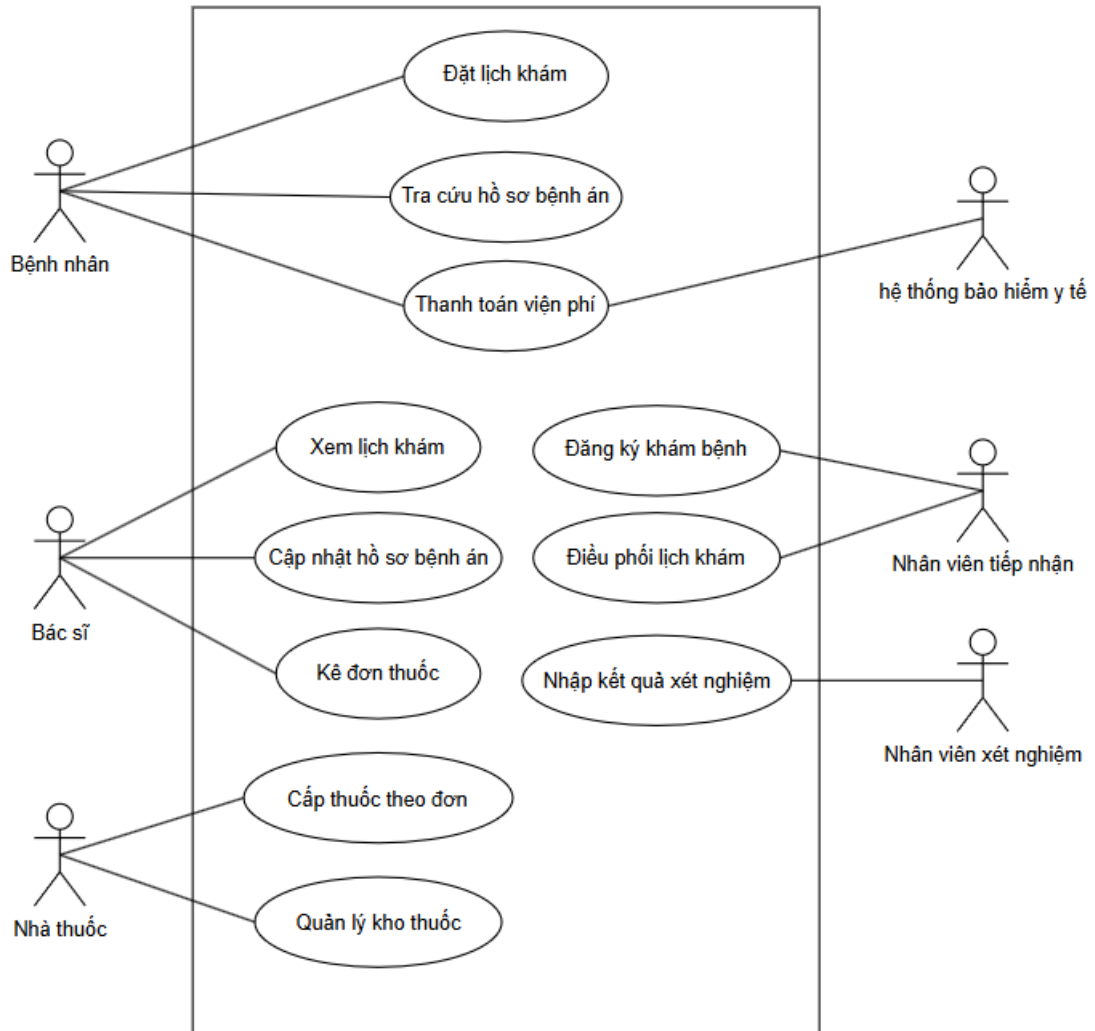 Đặt lịch khám
Tra cứu hồ sơ bệnh án
Bệnh nhân
hệ thống bảo hiểm y tế
Thanh toán viện phí
Xem lịch khám
Đăng ký khám bệnh
Cập nhật hồ sơ bệnh án
Điều phối lịch khám
Nhân viên tiếp nhận
Bác sĩ
Kê đơn thuốc
Nhập kết quả xét nghiệm
Nhân viên xét nghiệm
Cấp thuốc theo đơn
Quản lý kho thuốc
Nhà thuốc